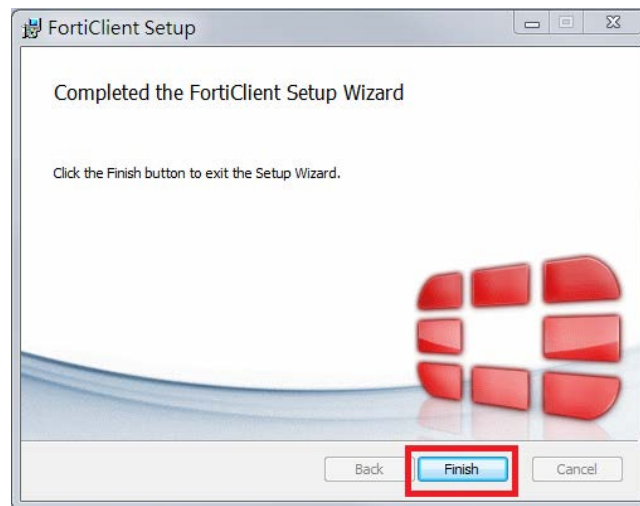 FortiClient Setup
Completed the FortiClient Setup Wizard
Click the Finish button to exit the Setup Wizard.
Back Finish Cancel